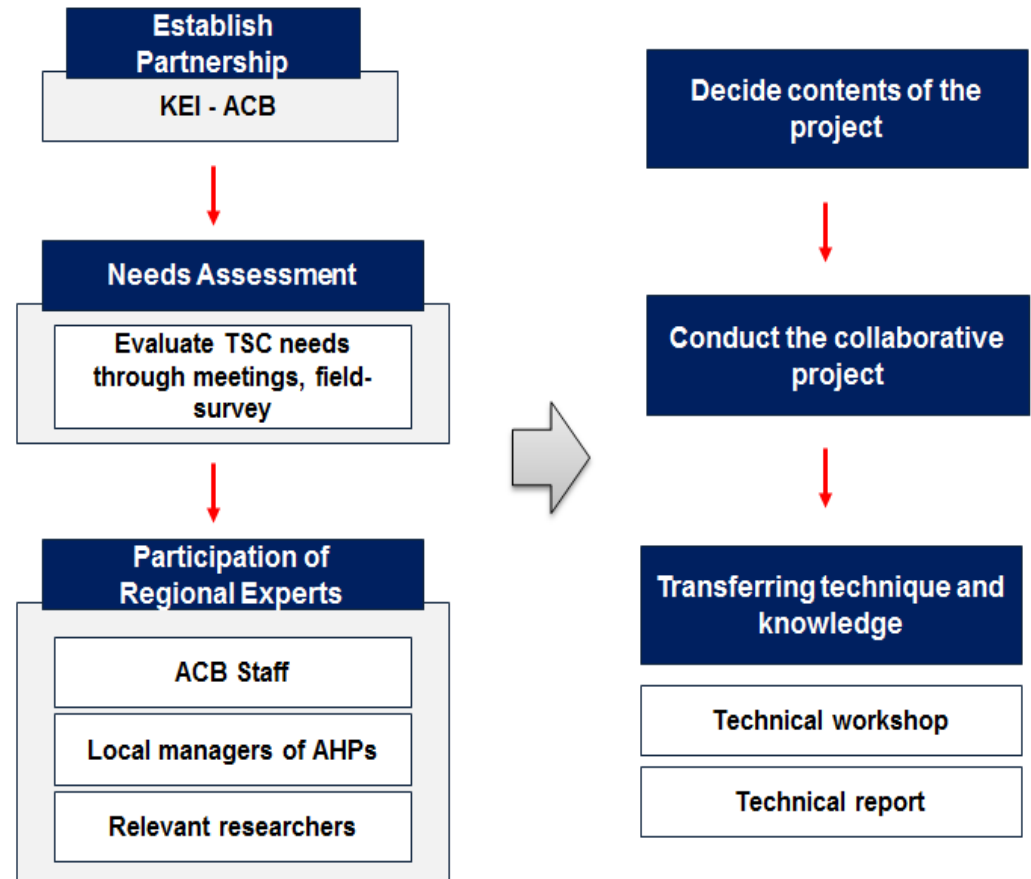 Establish
Partnership
KEI - ACB
Needs Assessment
Evaluate TSC needs
through meetings, field-
survey
Participation of
Regional Experts
ACB Staff
Local managers of AHPs
Relevant researchers
Decide contents of the
project
Conduct the collaborative
project
Transferring technique and
knowledge
Technical workshop
Technical report